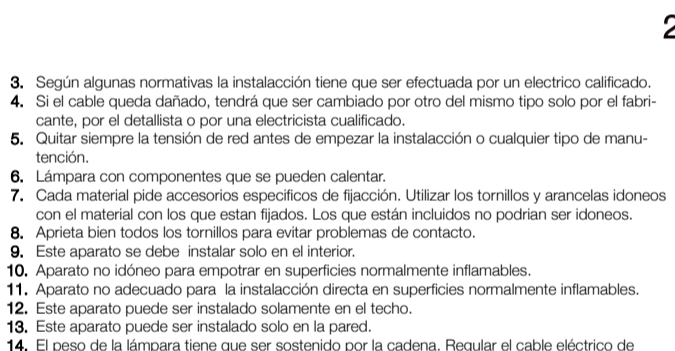 2
3. Según algunas normativas la instalacción tiene que ser efectuada por un electrico calificado.
4. Si el cable queda dañado, tendrá que ser cambiado por otro del mismo tipo solo por el fabri-
cante, por el detallista o por una electricista cualificado.
5. Quitar siempre la tensión de red antes de empezar la instalacción o cualquier tipo de manu-
tención.
6. Lámpara con componentes que se pueden calentar.
7. Cada material pide accesorios especificos de fijacción. Utilizar los tornillos y arancelas idoneos
con el material con los que estan fijados. Los que están incluidos no podrian ser idoneos.
8. Aprieta bien todos los tornillos para evitar problemas de contacto.
9. Este aparato se debe instalar solo en el interior.
10. Aparato no idóneo para empotrar en superficies normalmente inflamables.
11. Aparato no adecuado para la instalacción directa en superficies normalmente inflamables.
12. Este aparato puede ser instalado solamente en el techo.
13. Este aparato puede ser instalado solo en la pared.
14. El peso de la lámpara tiene que ser sostenido por la cadena. Regular el cable eléctrico de